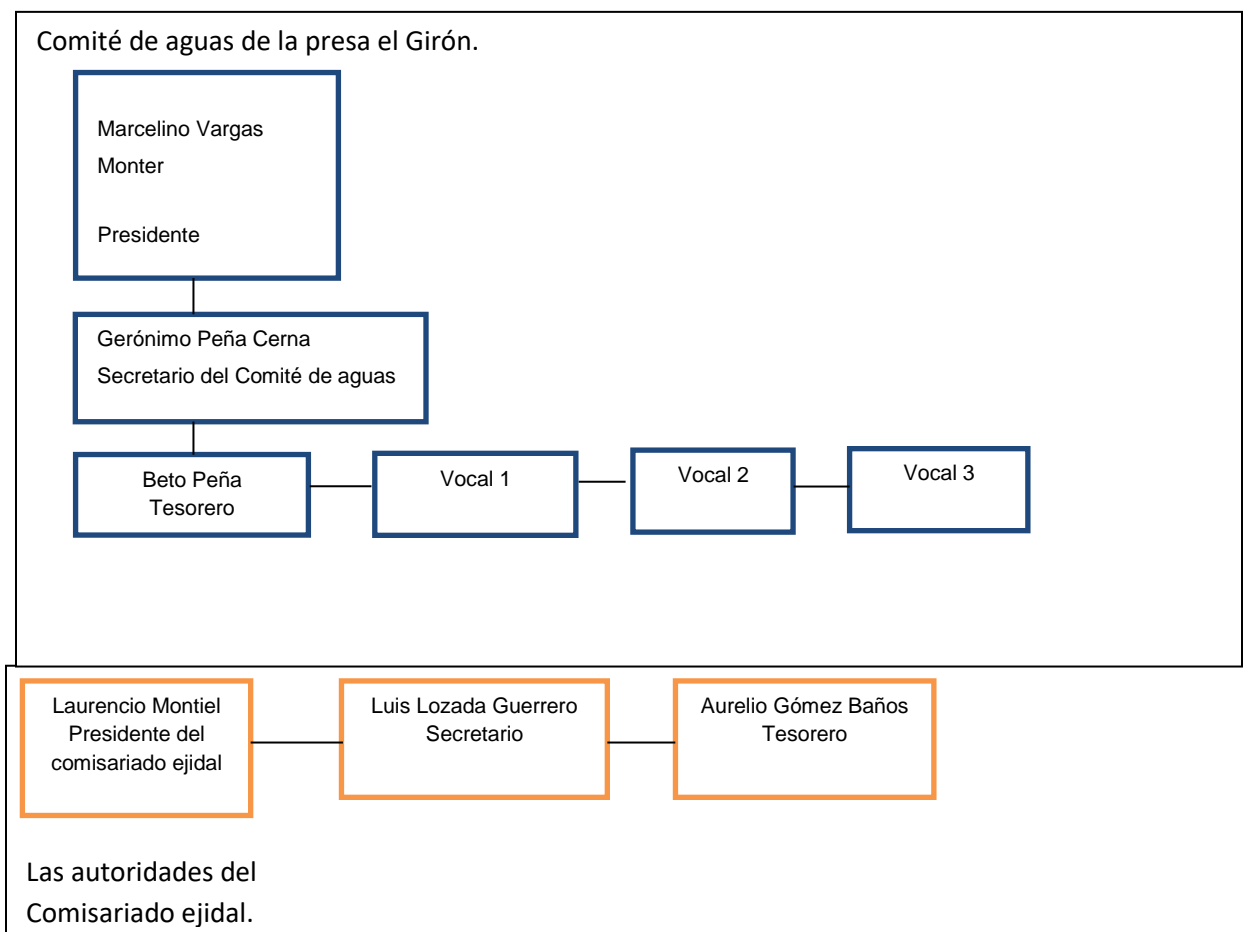 Comité de aguas de la presa el Girón.
Marcelino Vargas
Monter
Presidente
Gerónimo Peña Cerna
Secretario del Comité de aguas
Beto Peña
Tesorero
Vocal 1
Vocal 2
Vocal 3
Laurencio Montiel
Presidente del
comisariado ejidal
Luis Lozada Guerrero
Secretario
Aurelio Gómez Baños
Tesorero
Las autoridades del
Comisariado ejidal.